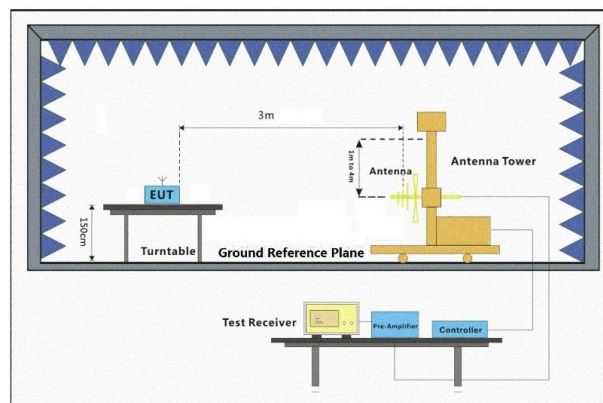 3m
1m to 4m
Antenna
Antenna Tower
EUT
150cm
Turntable
Ground Reference Plane
Test Receiver
Pre-Amplifier
Controller